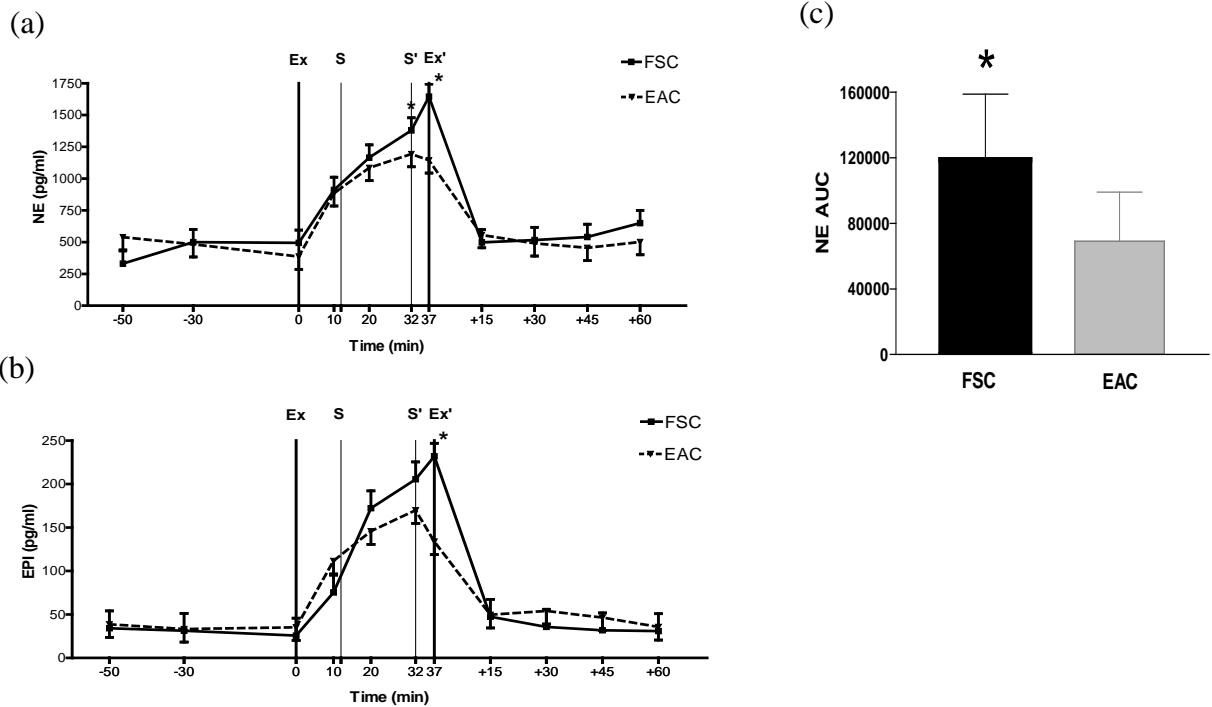 (a)
Ex S S' Ex'
FSC
EAC
* *
NE (pg/ml)
1750
1500
1250
1000
750
500
250
0
-50 -30 0 10 20 32 37 +15 +30 +45 +60
Time (min)
(b)
Ex S S' Ex'
FSC
EAC
*
EPI (pg/ml)
250
200
150
100
50
0
-50 -30 0 10 20 32 37 +15 +30 +45 +60
Time (min)
(c)
*
NE AUC
160000
120000
80000
40000
0
FSC EAC